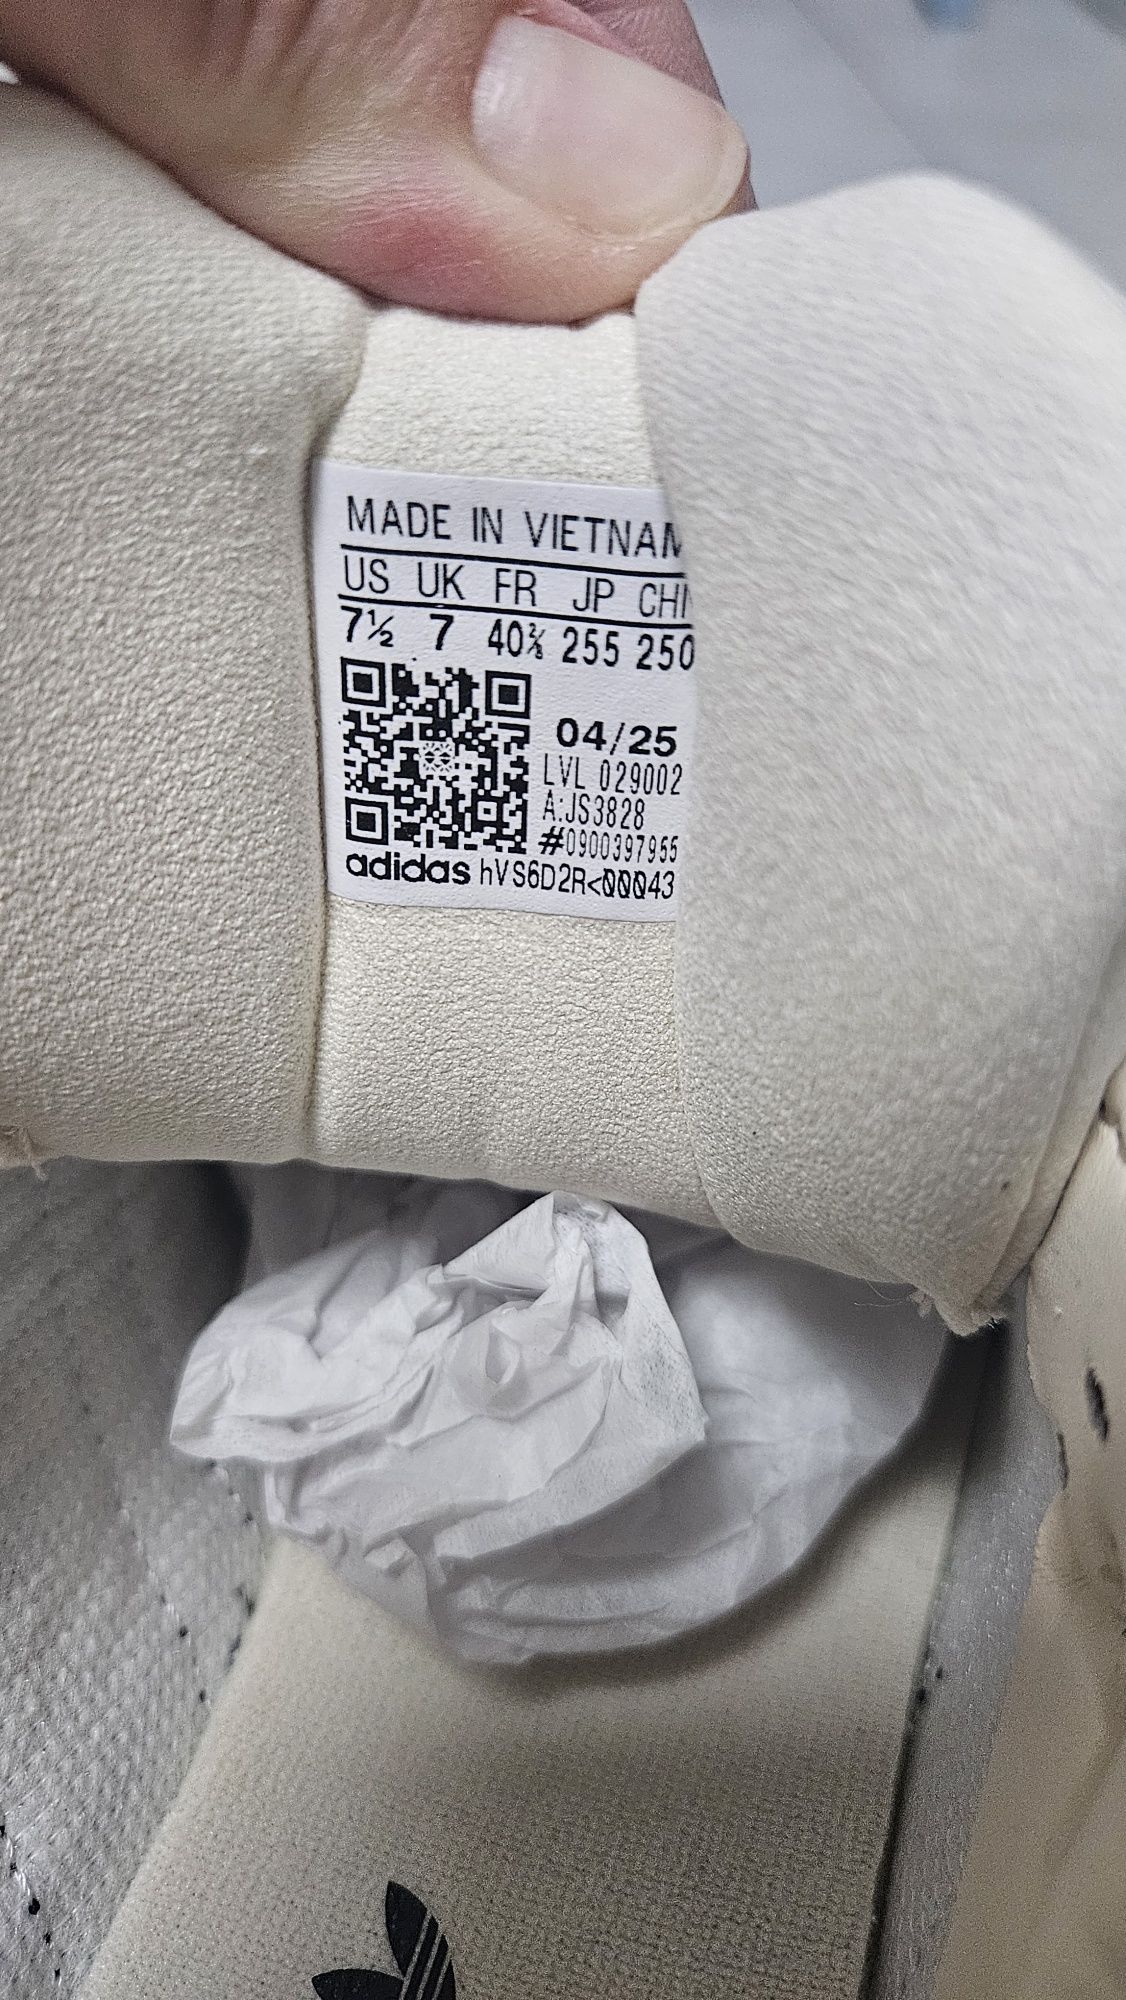 MADE IN VIETNAM
US UK FR JP CHN
7½ 7 40⅔ 255 250
04/25
LVL 029002
A:JS3828
#0900397955
adidas hVS6D2R<00043